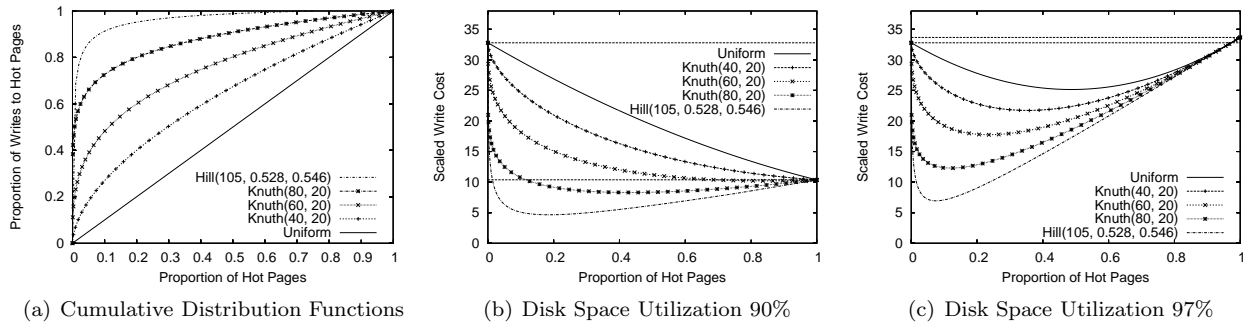 Proportion of Writes to Hot Pages
1
0.8
0.6
0.4
0.2
0
Hill(105, 0.528, 0.546)
Knuth(80, 20)
Knuth(60, 20)
Knuth(40, 20)
Uniform
0 0.1 0.2 0.3 0.4 0.5 0.6 0.7 0.8 0.9 1
Proportion of Hot Pages
(a) Cumulative Distribution Functions
Scaled Write Cost
35
30
25
20
15
10
5
0
Uniform
Knuth(40, 20)
Knuth(60, 20)
Knuth(80, 20)
Hill(105, 0.528, 0.546)
0 0.2 0.4 0.6 0.8 1
Proportion of Hot Pages
(b) Disk Space Utilization 90%
Scaled Write Cost
35
30
25
20
15
10
5
0
Uniform
Knuth(40, 20)
Knuth(60, 20)
Knuth(80, 20)
Hill(105, 0.528, 0.546)
0 0.2 0.4 0.6 0.8 1
Proportion of Hot Pages
(c) Disk Space Utilization 97%